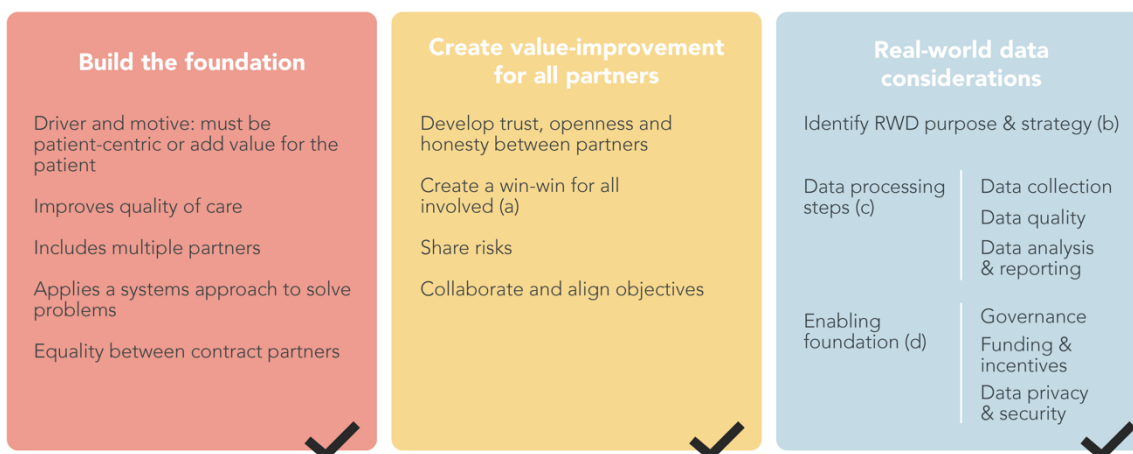 Build the foundation
Driver and motive: must be
patient-centric or add value for the
patient
Improves quality of care
Includes multiple partners
Applies a systems approach to solve
problems
Equality between contract partners
Create value-improvement
for all partners
Develop trust, openness and
honesty between partners
Create a win-win for all
involved (a)
Share risks
Collaborate and align objectives
Real-world data
considerations
Identify RWD purpose & strategy (b)
Data processing
steps (c)
Data collection
Data quality
Data analysis
& reporting
Enabling
foundation (d)
Governance
Funding &
incentives
Data privacy
& security